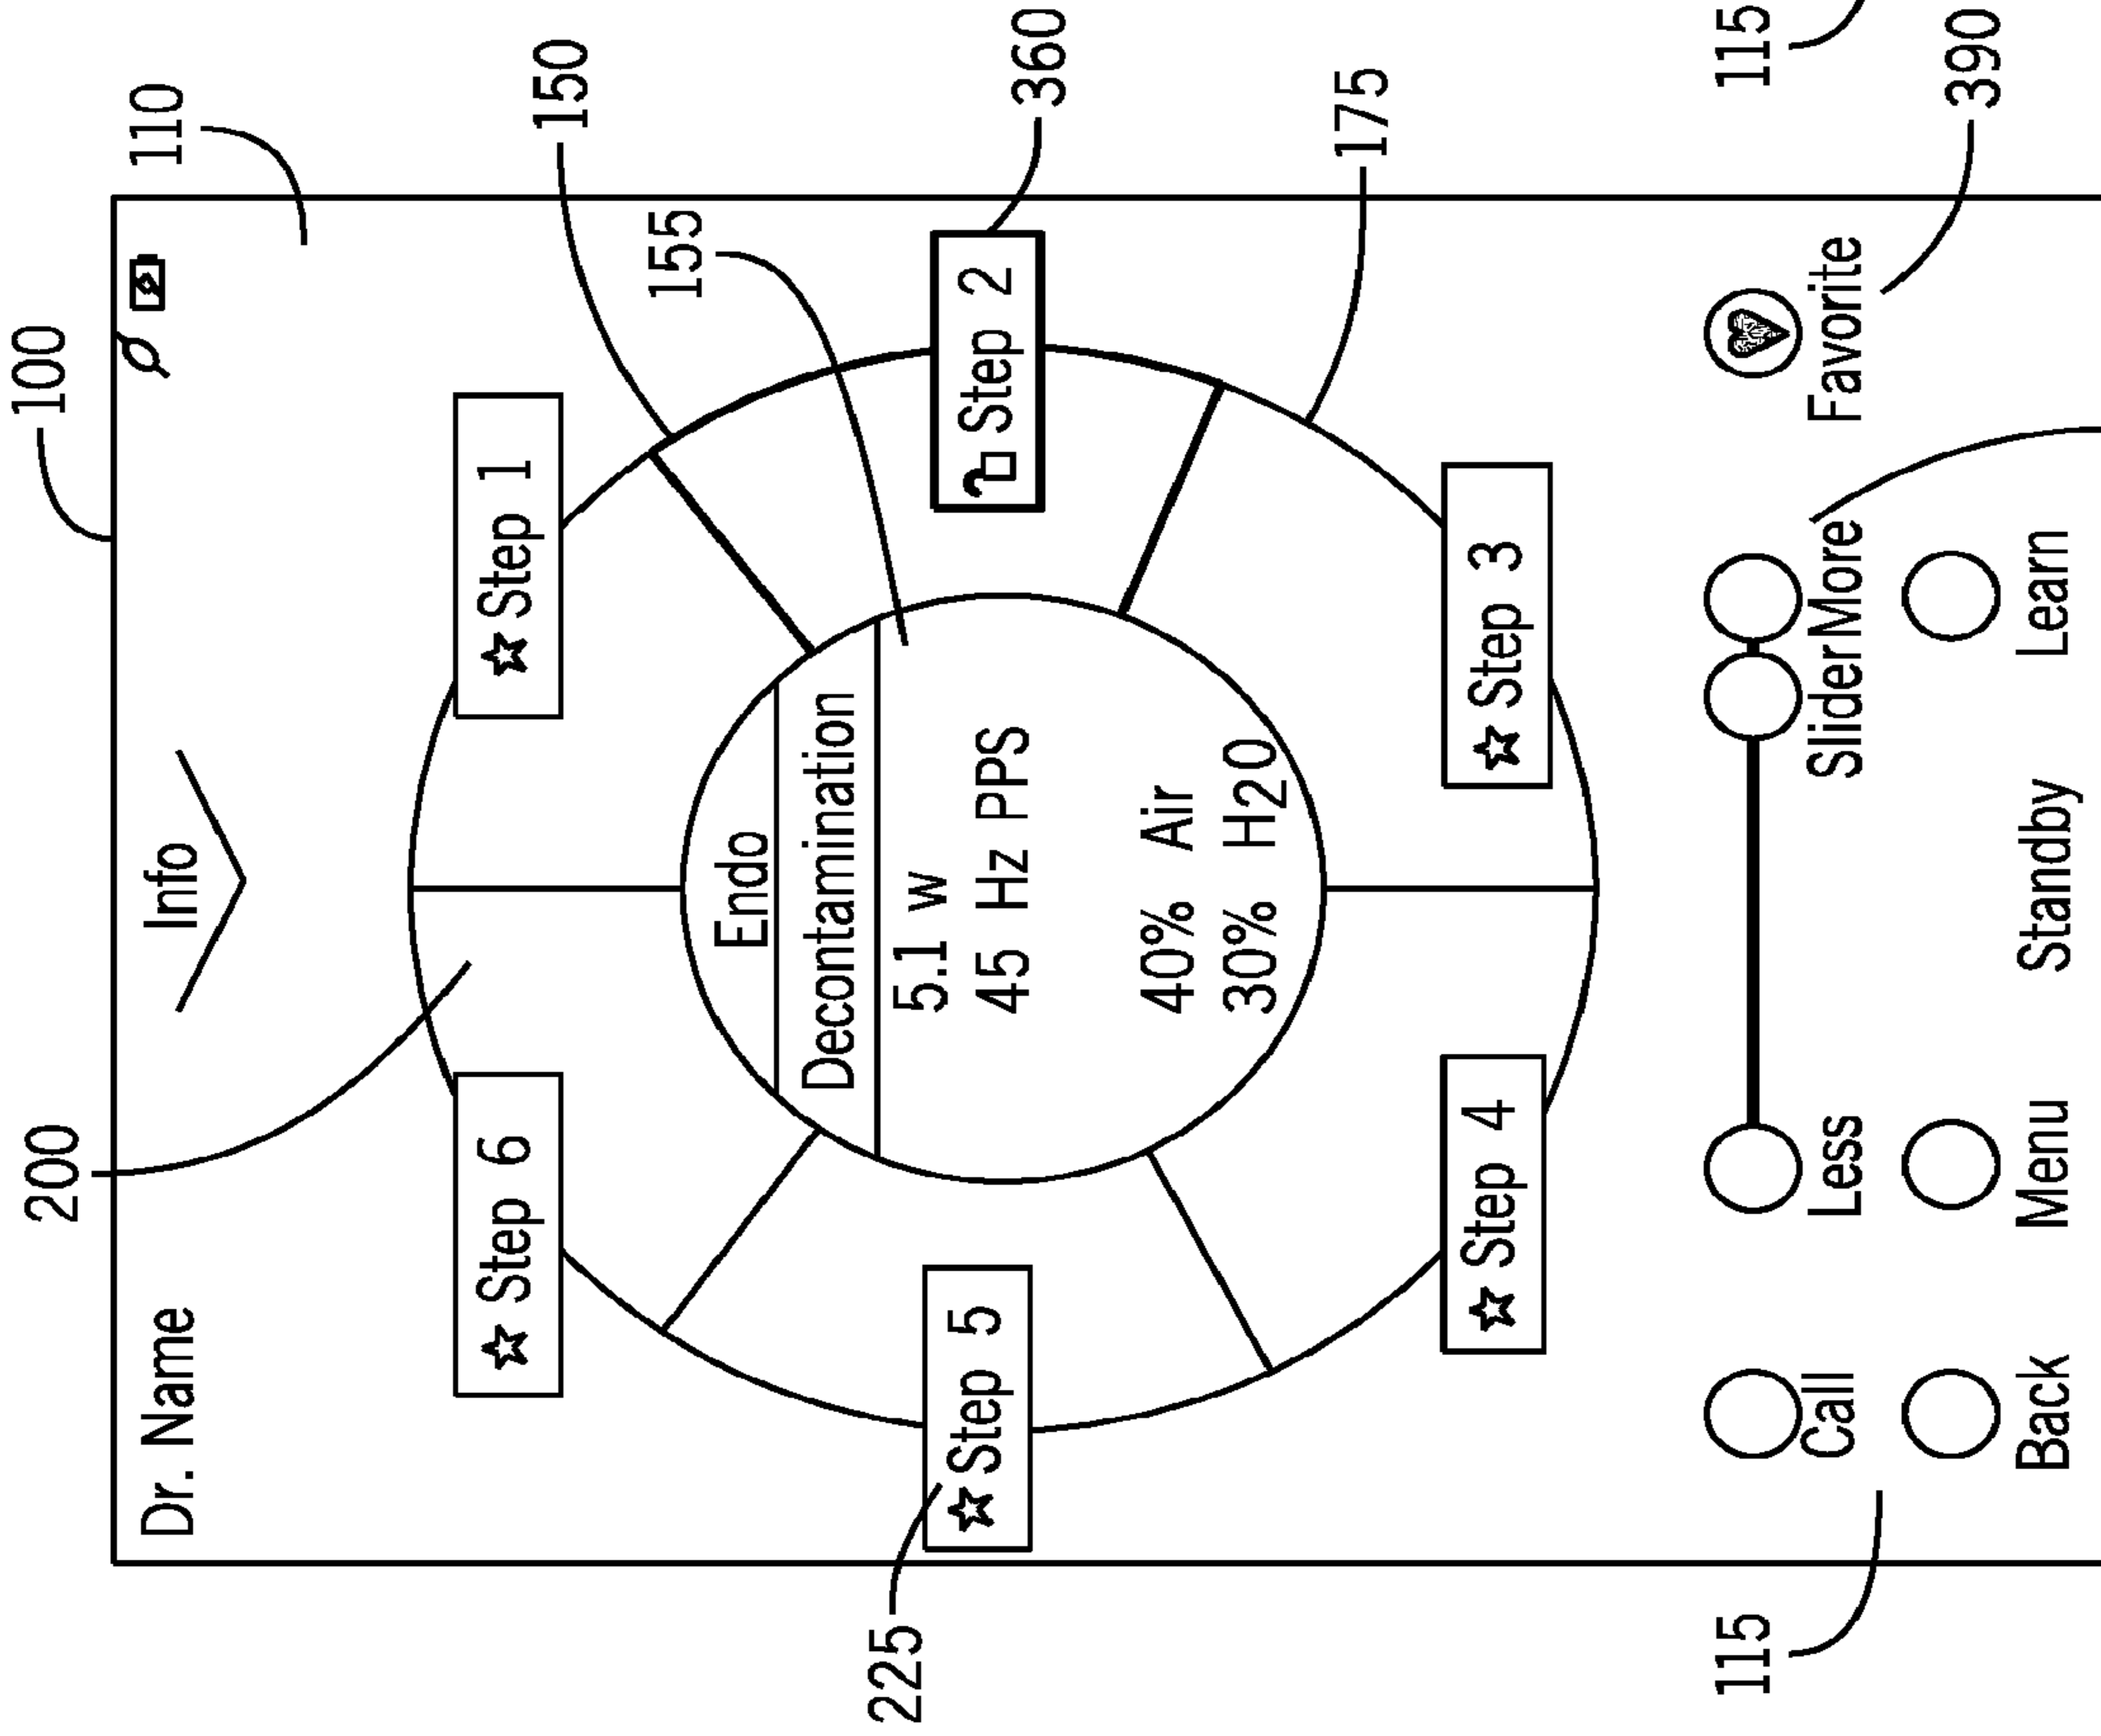 100
110
Dr. Name
Info
200
150
155
Step 6
Step 1
Endo
Decontamination
5.1 w
45 Hz PPS
40% Air
30% H20
225
Step 5
Step 2
360
175
Step 4
Step 3
115
115
390
Call
Less
SliderMore
Favorite
Back
Menu
Standby
Learn